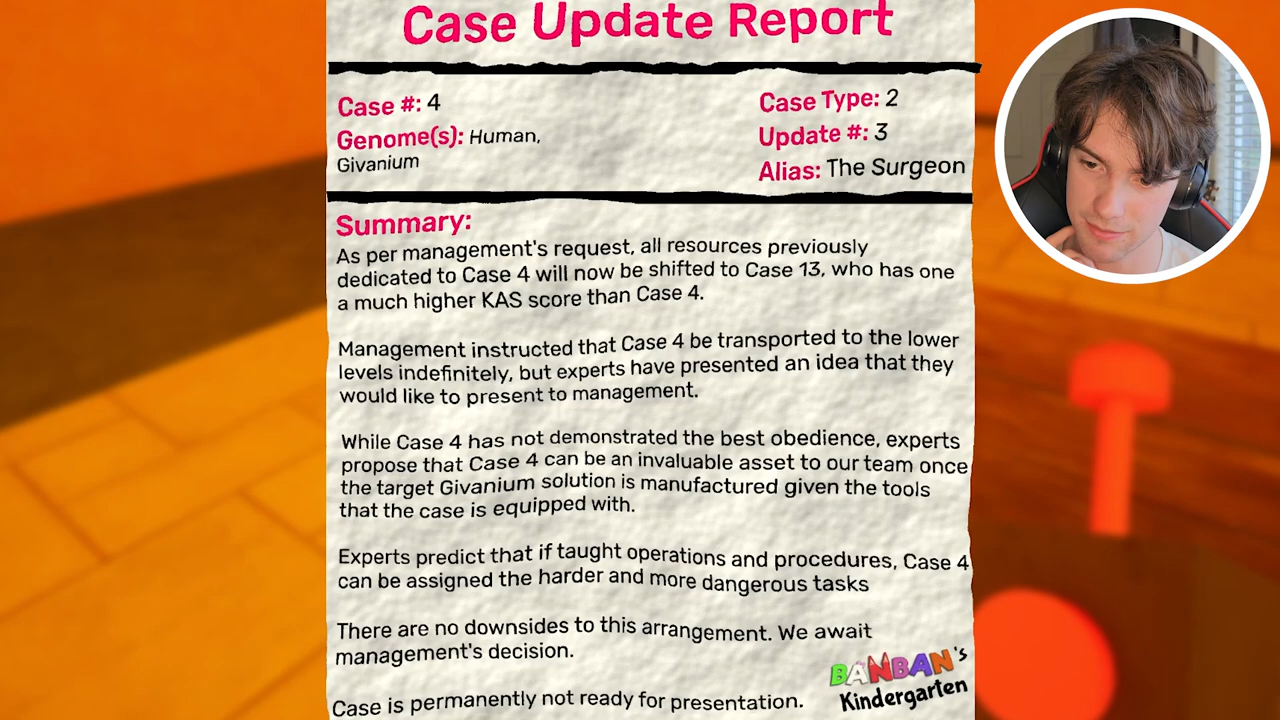 Case Update Report
Case #: 4
Genome(s): Human,
Givanium
Case Type: 2
Update #: 3
Alias: The Surgeon
Summary:
As per management's request, all resources previously
dedicated to Case 4 will now be shifted to Case 13, who has one
a much higher KAS score than Case 4.
Management instructed that Case 4 be transported to the lower
levels indefinitely, but experts have presented an idea that they
would like to present to management.
While Case 4 has not demonstrated the best obedience, experts
propose that Case 4 can be an invaluable asset to our team once
the target Givanium solution is manufactured given the tools
that the case is equipped with.
Experts predict that if taught operations and procedures, Case 4
can be assigned the harder and more dangerous tasks
There are no downsides to this arrangement. We await
management's decision.
Case is permanently not ready for presentation.
BANBAN's
Kindergarten